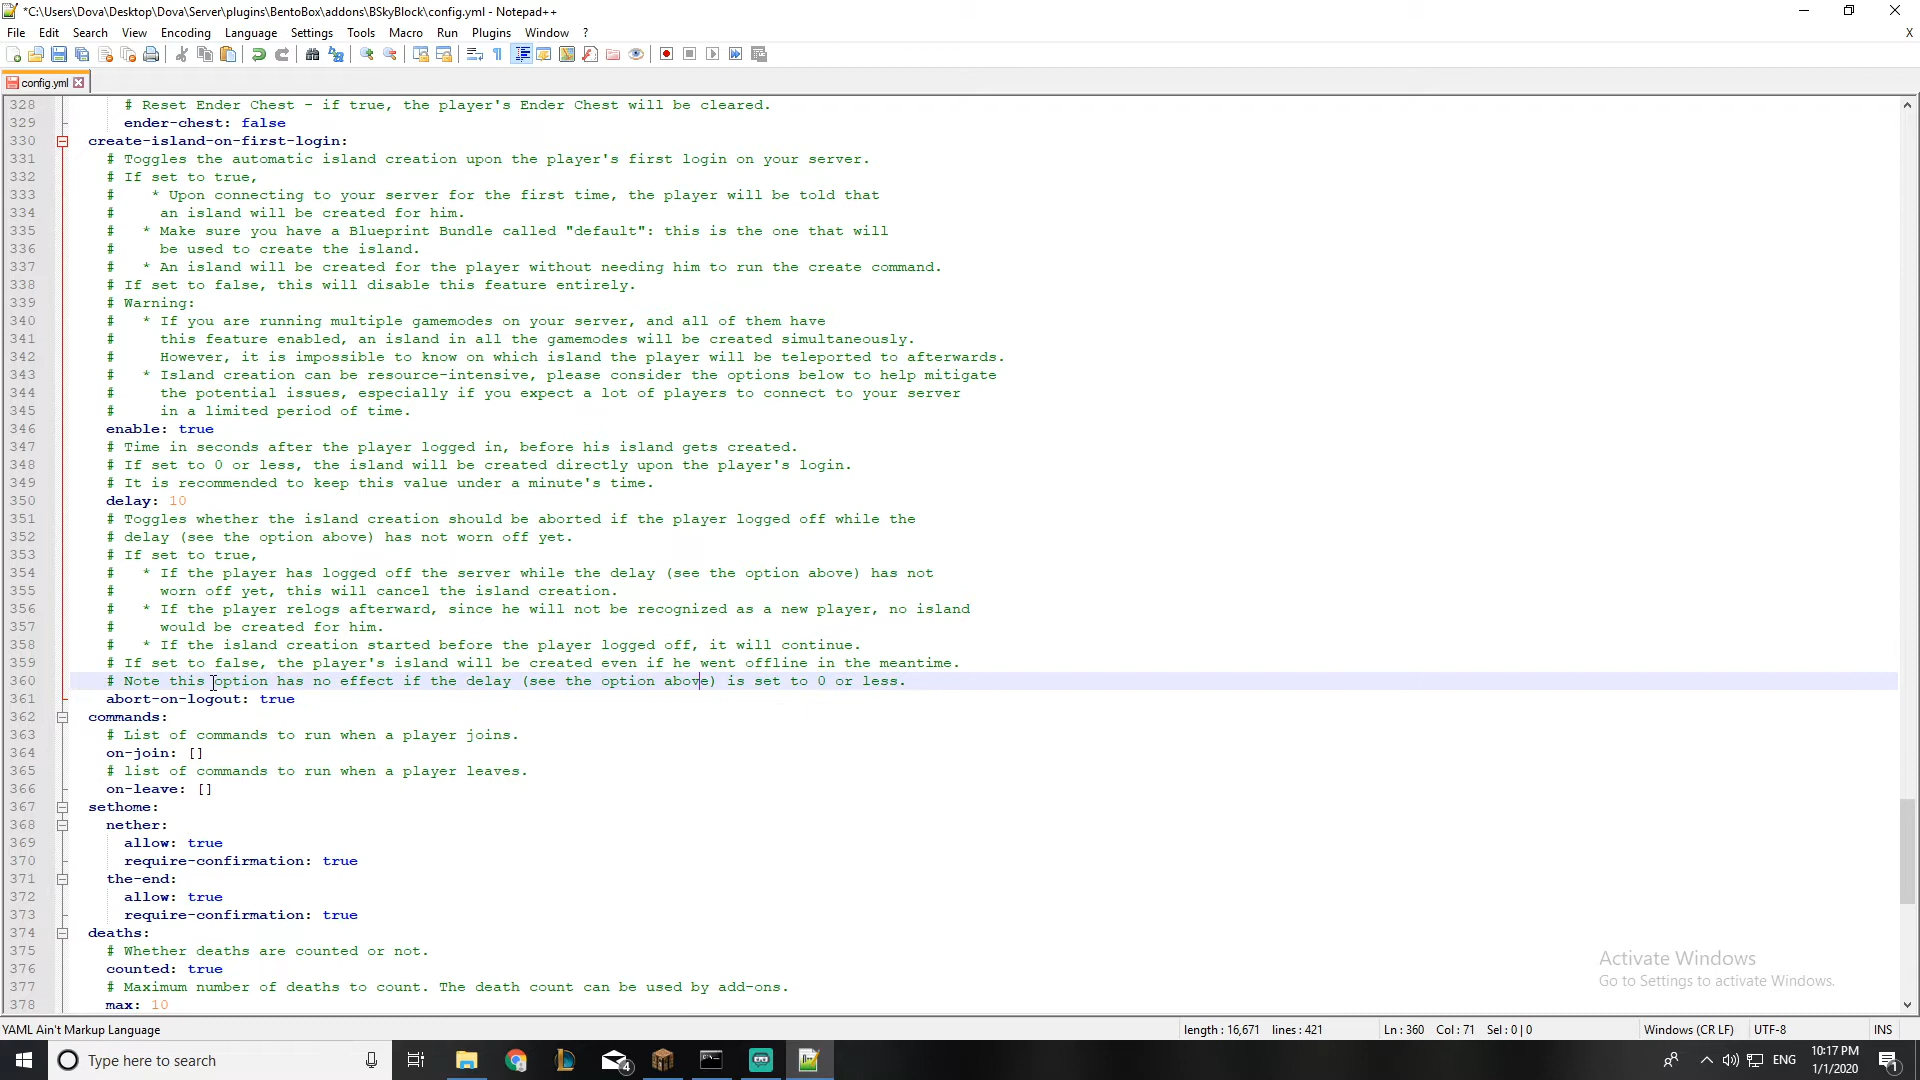 *C:\Users\Dova\Desktop\Dova\Server\plugins\BentoBox\addons\BSkyBlock\config.yml - Notepad++
File Edit Search View Encoding Language Settings Tools Macro Run Plugins Window ? X
config.yml
328 # Reset Ender Chest - if true, the player's Ender Chest will be cleared.
329 ender-chest: false
330 create-island-on-first-login:
331 # Toggles the automatic island creation upon the player's first login on your server.
332 # If set to true,
333 # * Upon connecting to your server for the first time, the player will be told that
334 # an island will be created for him.
335 # * Make sure you have a Blueprint Bundle called "default": this is the one that will
336 # be used to create the island.
337 # * An island will be created for the player without needing him to run the create command.
338 # If set to false, this will disable this feature entirely.
339 # Warning:
340 # * If you are running multiple gamemodes on your server, and all of them have
341 # this feature enabled, an island in all the gamemodes will be created simultaneously.
342 # However, it is impossible to know on which island the player will be teleported to afterwards.
343 # * Island creation can be resource-intensive, please consider the options below to help mitigate
344 # the potential issues, especially if you expect a lot of players to connect to your server
345 # in a limited period of time.
346 enable: true
347 # Time in seconds after the player logged in, before his island gets created.
348 # If set to 0 or less, the island will be created directly upon the player's login.
349 # It is recommended to keep this value under a minute's time.
350 delay: 10
351 # Toggles whether the island creation should be aborted if the player logged off while the
352 # delay (see the option above) has not worn off yet.
353 # If set to true,
354 # * If the player has logged off the server while the delay (see the option above) has not
355 # worn off yet, this will cancel the island creation.
356 # * If the player relogs afterward, since he will not be recognized as a new player, no island
357 # would be created for him.
358 # * If the island creation started before the player logged off, it will continue.
359 # If set to false, the player's island will be created even if he went offline in the meantime.
360 # Note this option has no effect if the delay (see the option above) is set to 0 or less.
361 abort-on-logout: true
362 commands:
363 # List of commands to run when a player joins.
364 on-join: []
365 # list of commands to run when a player leaves.
366 on-leave: []
367 sethome:
368 nether:
369 allow: true
370 require-confirmation: true
371 the-end:
372 allow: true
373 require-confirmation: true
374 deaths:
375 # Whether deaths are counted or not.
376 counted: true
377 # Maximum number of deaths to count. The death count can be used by add-ons.
378 max: 10
Activate Windows
Go to Settings to activate Windows.
YAML Ain't Markup Language length : 16,671 lines : 421 Ln : 360 Col : 71 Sel : 0 | 0 Windows (CR LF) UTF-8 INS
Type here to search 4 ENG 10:17 PM 1
1/1/2020